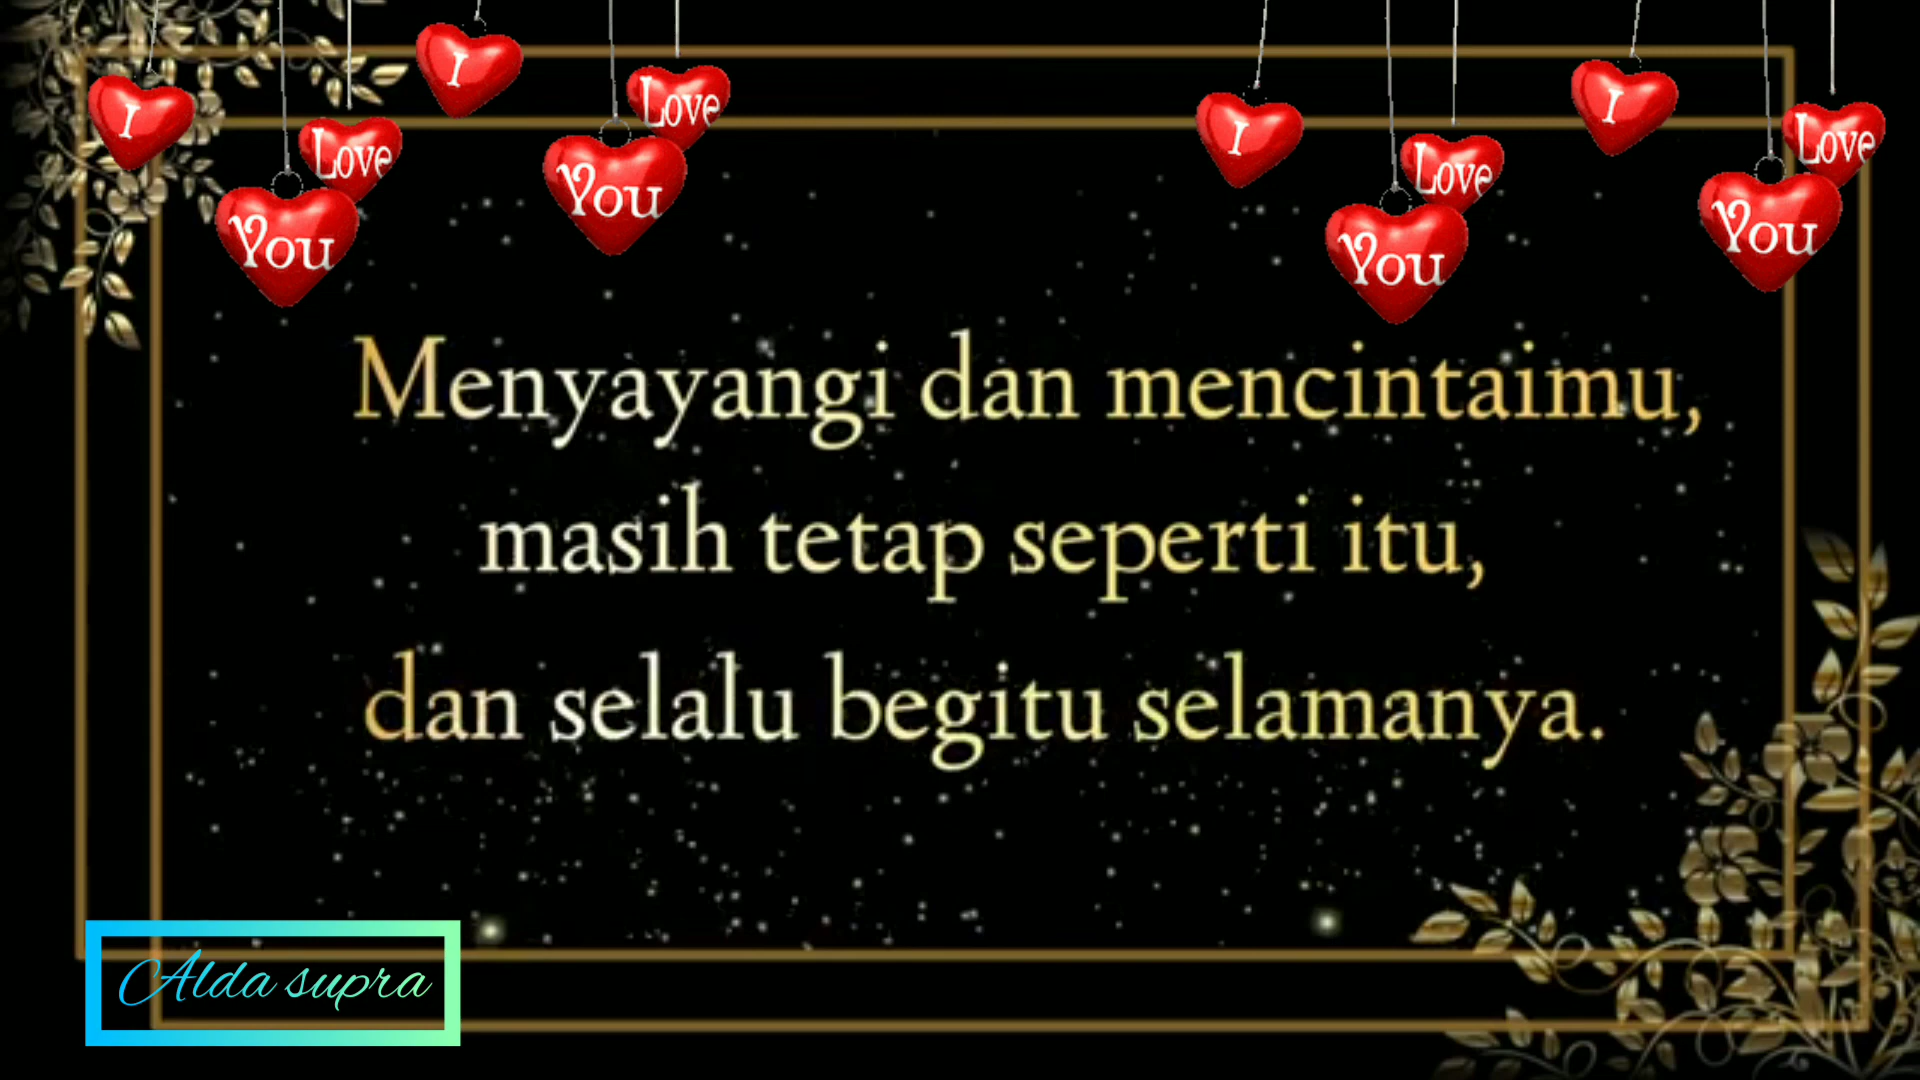 I Love You
I Love You
I Love You
I Love You
Menyayangi dan mencintaimu,
masih tetap seperti itu,
dan selalu begitu selamanya.
Alda supra